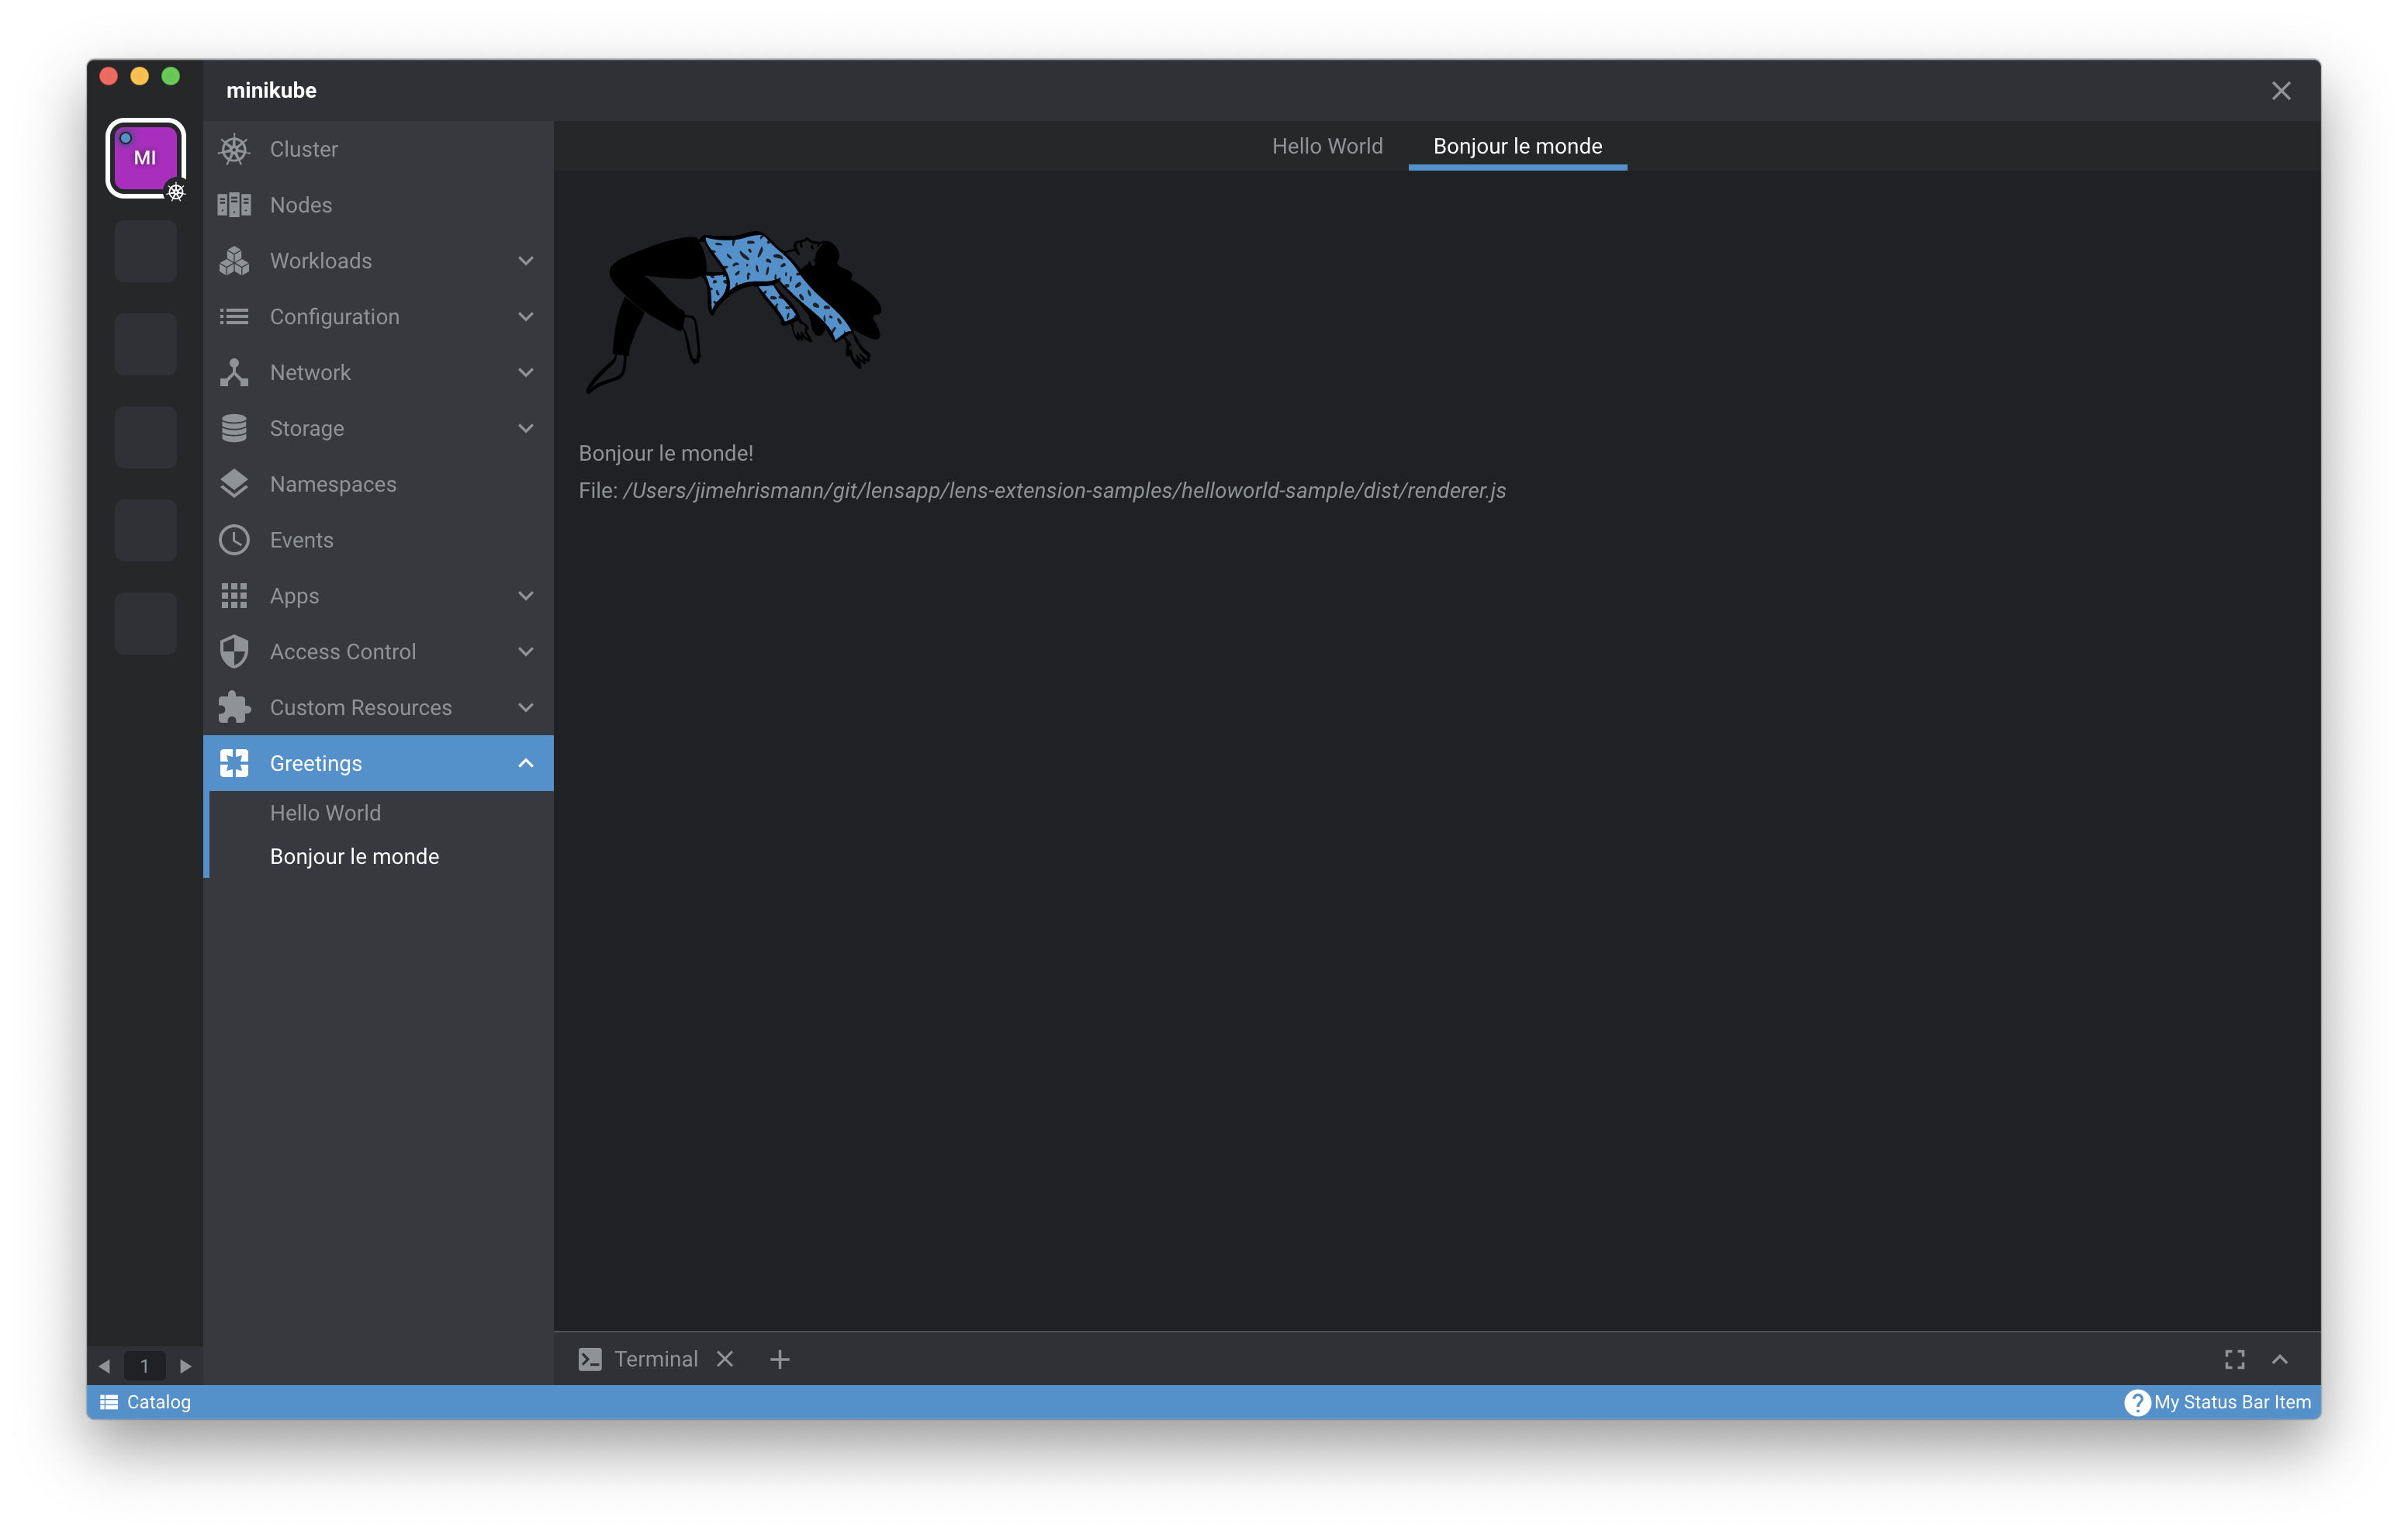 minikube
MI
Cluster
Nodes
Workloads
Configuration
Network
Storage
Namespaces
Events
Apps
Access Control
Custom Resources
Greetings
Hello World
Bonjour le monde
Hello World
Bonjour le monde
Bonjour le monde!
File: /Users/jimehrismann/git/lensapp/lens-extension-samples/helloworld-sample/dist/renderer.js
Terminal
1
Catalog
? My Status Bar Item